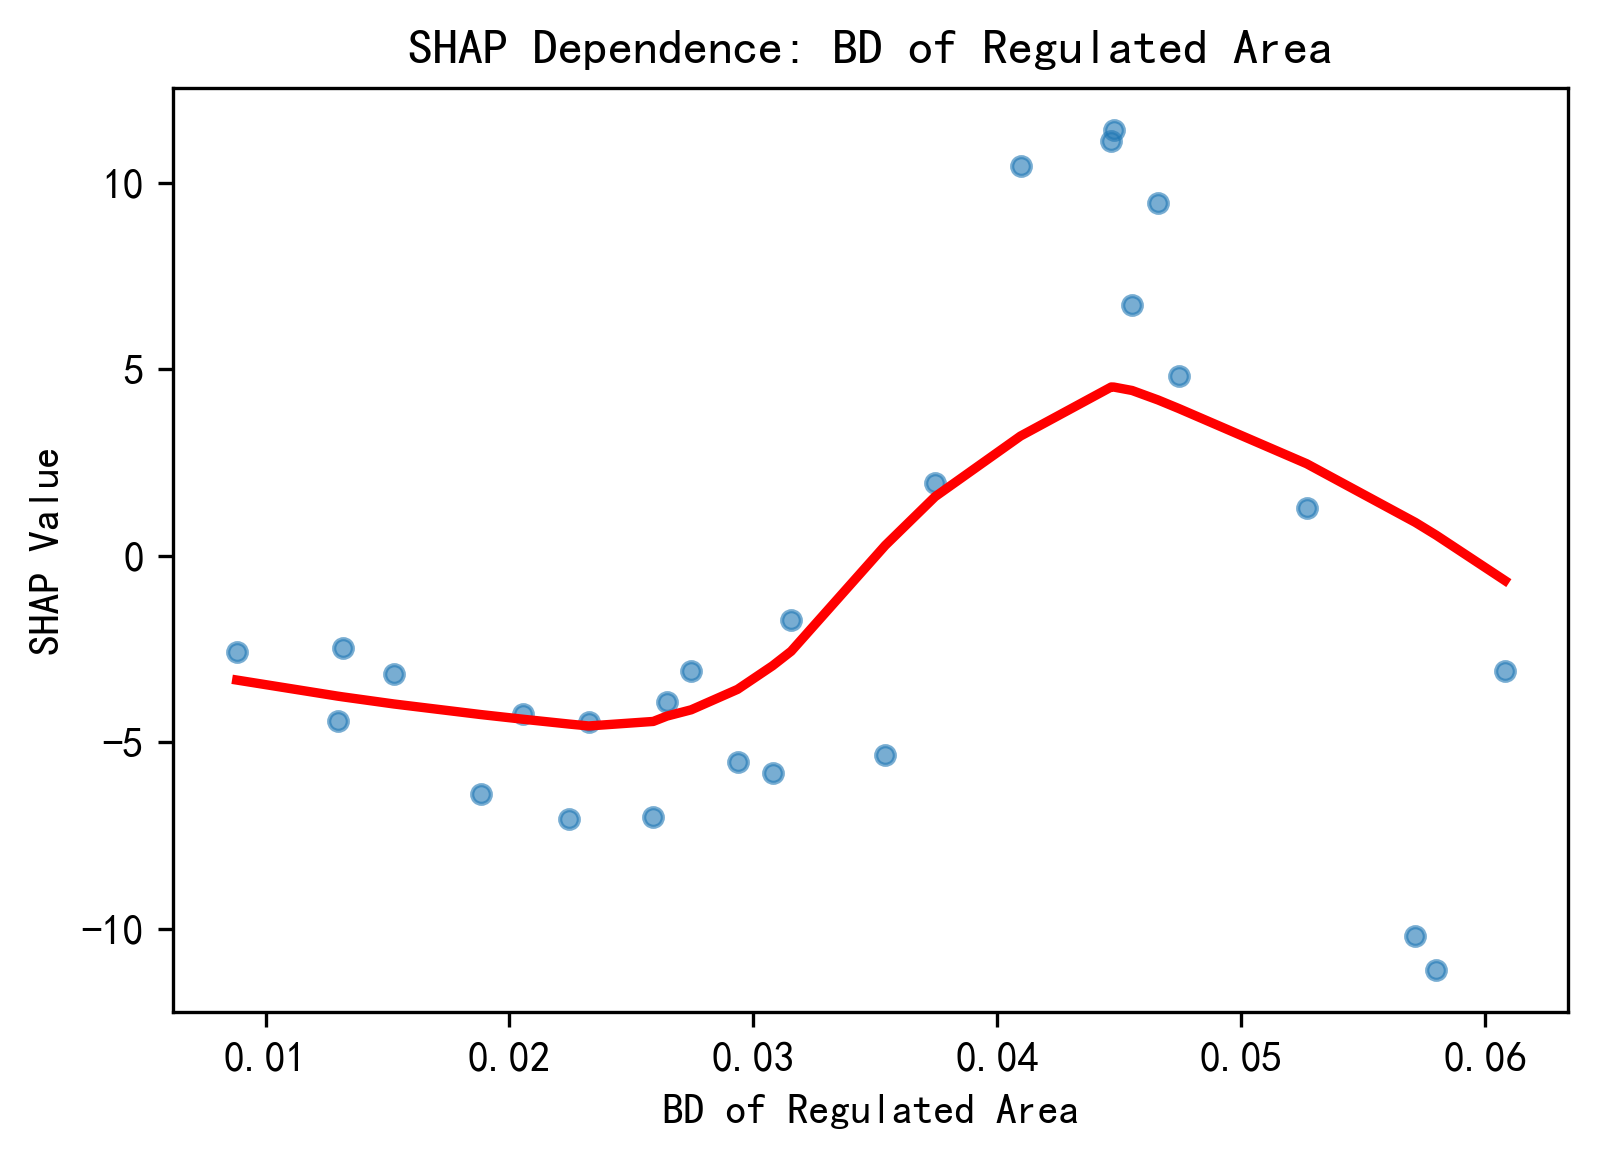 SHAP Dependence: BD of Regulated Area
SHAP Value
10
5
0
−5
−10
0.01 0.02 0.03 0.04 0.05 0.06
BD of Regulated Area